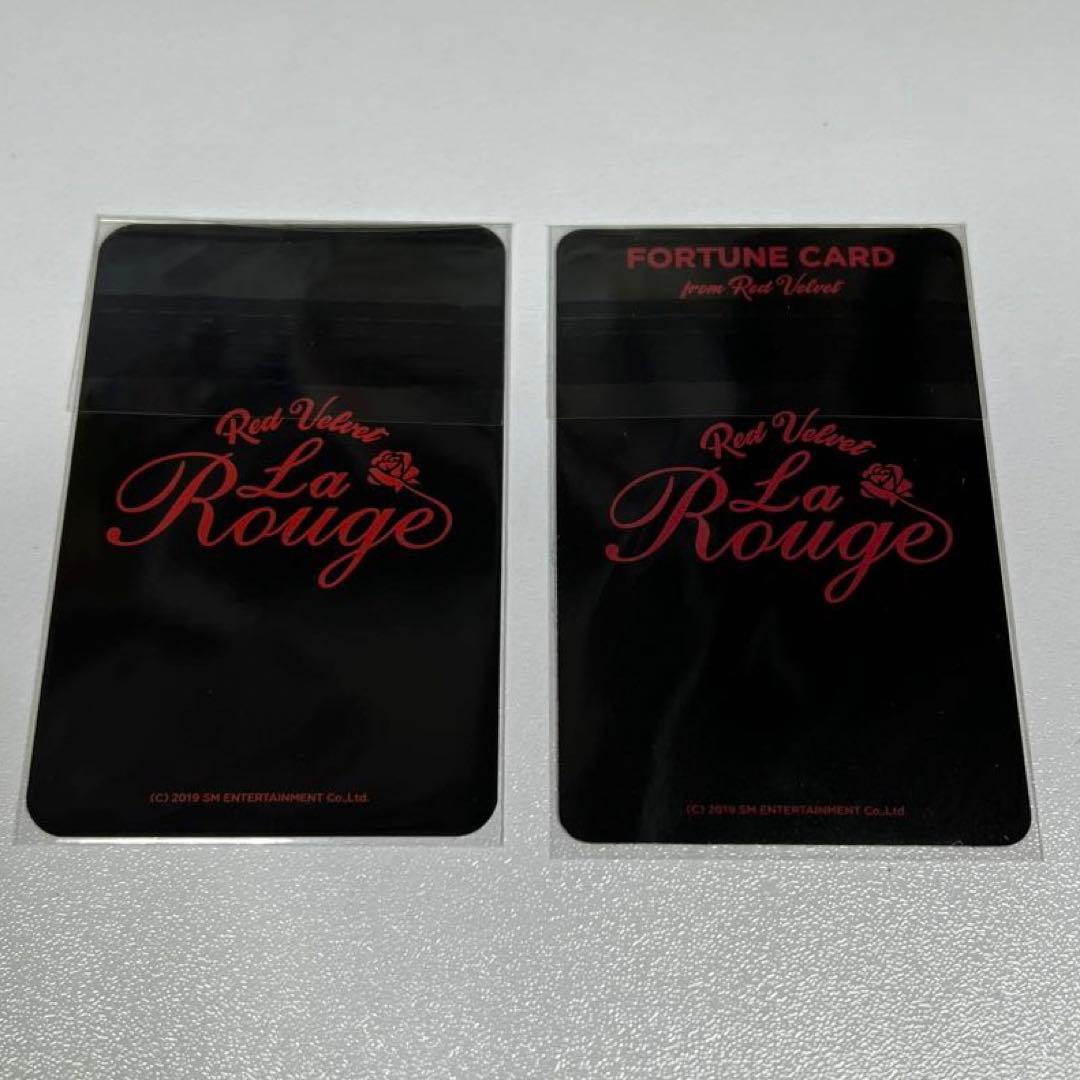 Red Velvet
La
Rouge
(C) 2019 SM ENTERTAINMENT Co.,Ltd.
FORTUNE CARD
from Red Velvet
Red Velvet
La
Rouge
(C) 2019 SM ENTERTAINMENT Co.,Ltd.